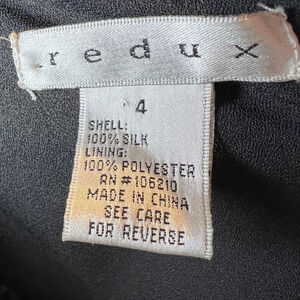 redux
4
SHELL:
100% SILK
LINING:
100% POLYESTER
RN #106210
MADE IN CHINA
SEE CARE
FOR REVERSE